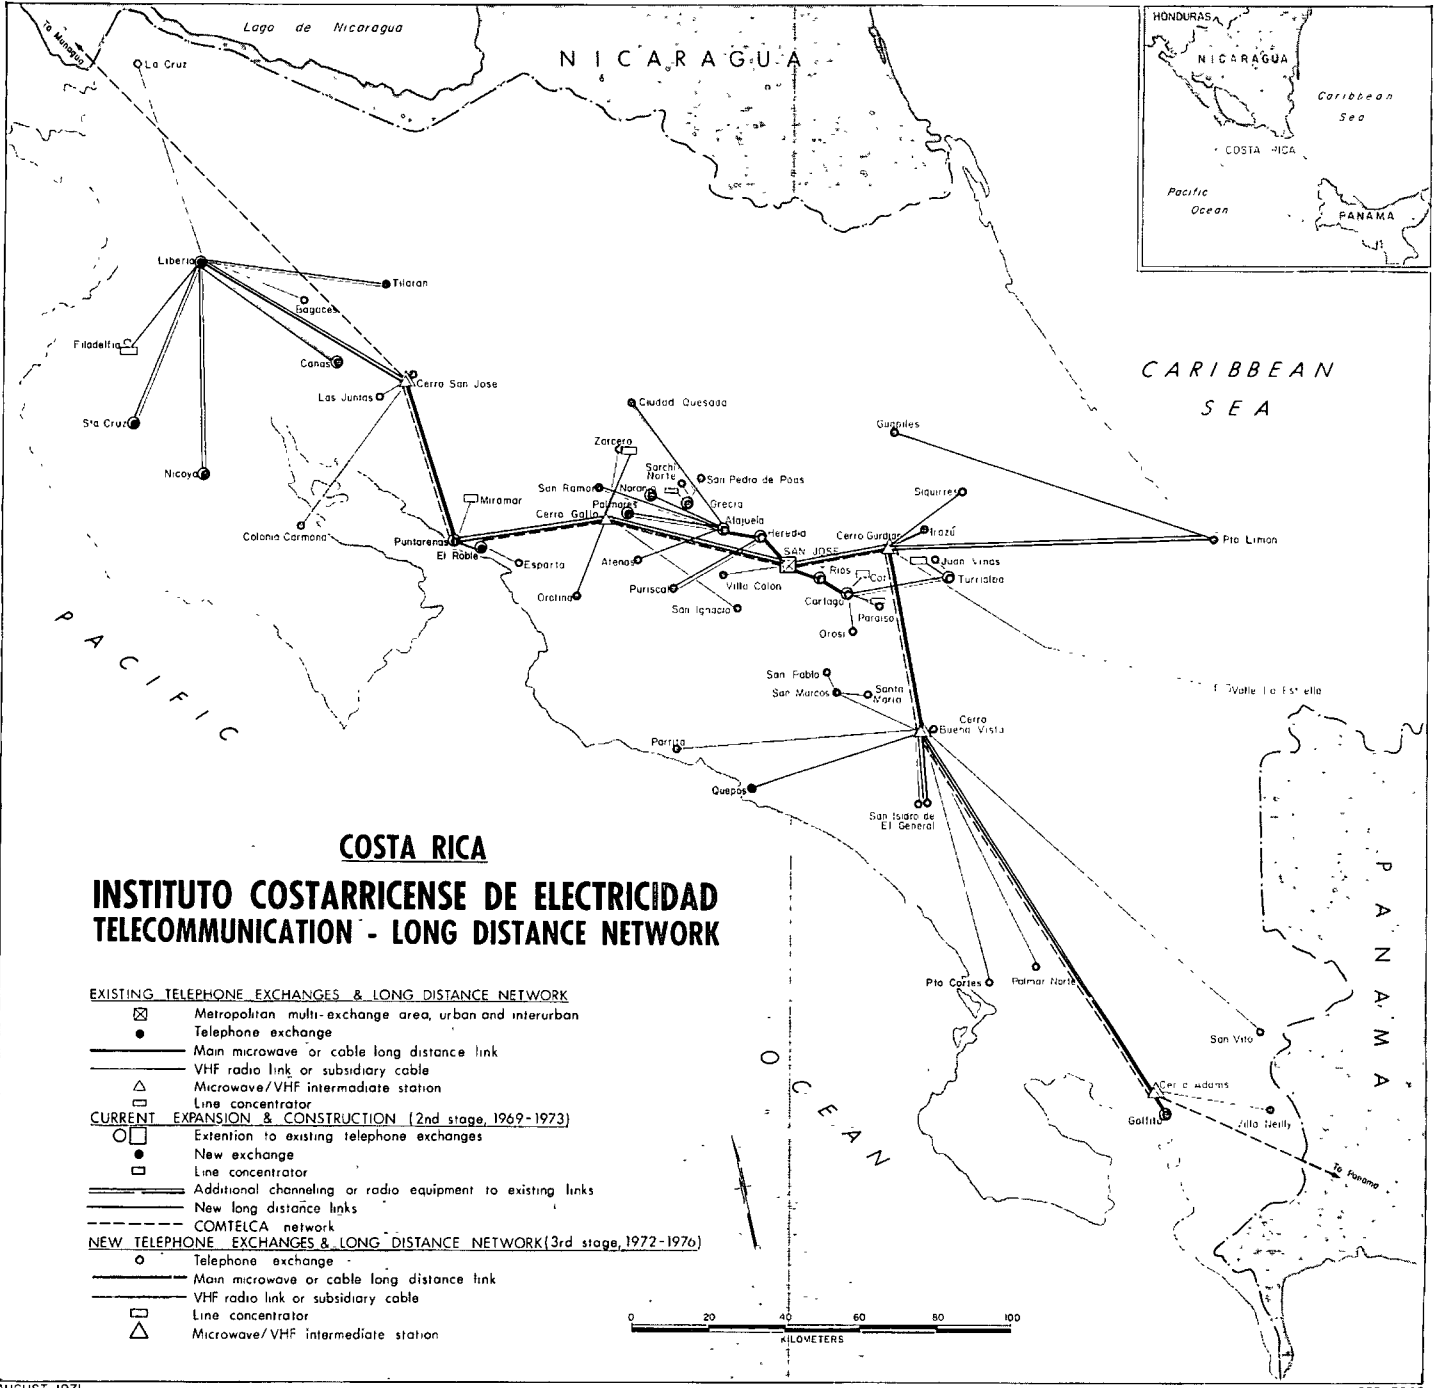 To Managua
Lago de Nicaragua
La Cruz
NICARAGUA
HONDURAS
NICARAGUA
Caribbean
Sea
COSTA RICA
Pacific
Ocean
PANAMA
Liberia
Tilaran
Bagaces
Filadelfia
Canas
Cerro San Jose
Las Juntas
Sta Cruz
Nicoya
CARIBBEAN
SEA
Ciudad Quesada
Guapiles
Zarcero
Sarchi
Norte
San Pedro de Poas
San Ramon
Naranjo
Grecia
Siquirres
Miramar
Palmares
Cerro Gallo
Alajuela
Heredia
Cerro Gurdian
Irazú
Pto Limon
Colonia Carmona
Puntarenas
El Roble
Esparta
Atenas
SAN JOSE
Rios
Cot
Juan Vinas
Turrialba
Orotina
Puriscal
Villa Colon
San Ignacio
Cartago
Paraiso
Orosi
San Pablo
San Marcos
Santa
Maria
Valle La Estrella
Cerro
Buena Vista
Parrita
Quepos
San Isidro de
El General
PACIFIC
OCEAN
PANAMA
Pto Cortes
Palmar Norte
San Vito
Cerro Adams
Golfito
Villa Neilly
To Panama
COSTA RICA
INSTITUTO COSTARRICENSE DE ELECTRICIDAD
TELECOMMUNICATION - LONG DISTANCE NETWORK
EXISTING TELEPHONE EXCHANGES & LONG DISTANCE NETWORK
Metropolitan multi-exchange area, urban and interurban
Telephone exchange
Main microwave or cable long distance link
VHF radio link or subsidiary cable
Microwave/VHF intermadiate station
Line concentrator
CURRENT EXPANSION & CONSTRUCTION (2nd stage, 1969-1973)
Extention to existing telephone exchanges
New exchange
Line concentrator
Additional channeling or radio equipment to existing links
New long distance links
COMTELCA network
NEW TELEPHONE EXCHANGES & LONG DISTANCE NETWORK (3rd stage, 1972-1976)
Telephone exchange
Main microwave or cable long distance link
VHF radio link or subsidiary cable
Line concentrator
Microwave/VHF intermediate station
0 20 40 60 80 100
KILOMETERS
AUGUST 1971